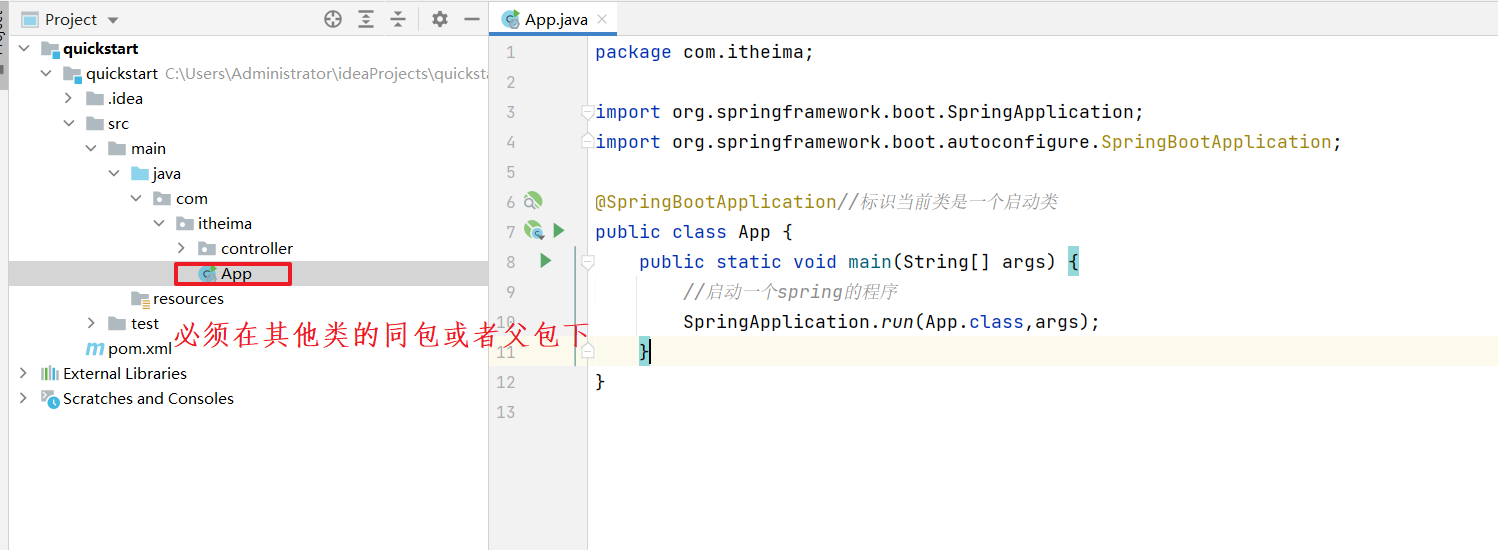 Project
quickstart
quickstart C:\Users\Administrator\ideaProjects\quicksta
.idea
src
main
java
com
itheima
controller
App
resources
test
必须在其他类的同包或者父包下
pom.xml
External Libraries
Scratches and Consoles
App.java
1 package com.itheima;
2
3 import org.springframework.boot.SpringApplication;
4 import org.springframework.boot.autoconfigure.SpringBootApplication;
5
6 @SpringBootApplication//标识当前类是一个启动类
7 public class App {
8 public static void main(String[] args) {
9 //启动一个spring的程序
10 SpringApplication.run(App.class,args);
11 }
12 }
13